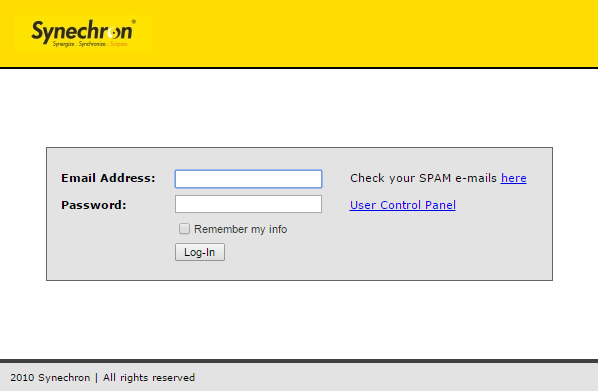 Synechron®
Synergize . Synchronize . Surpass
Email Address:
Check your SPAM e-mails here
Password:
User Control Panel
Remember my info
Log-In
2010 Synechron | All rights reserved